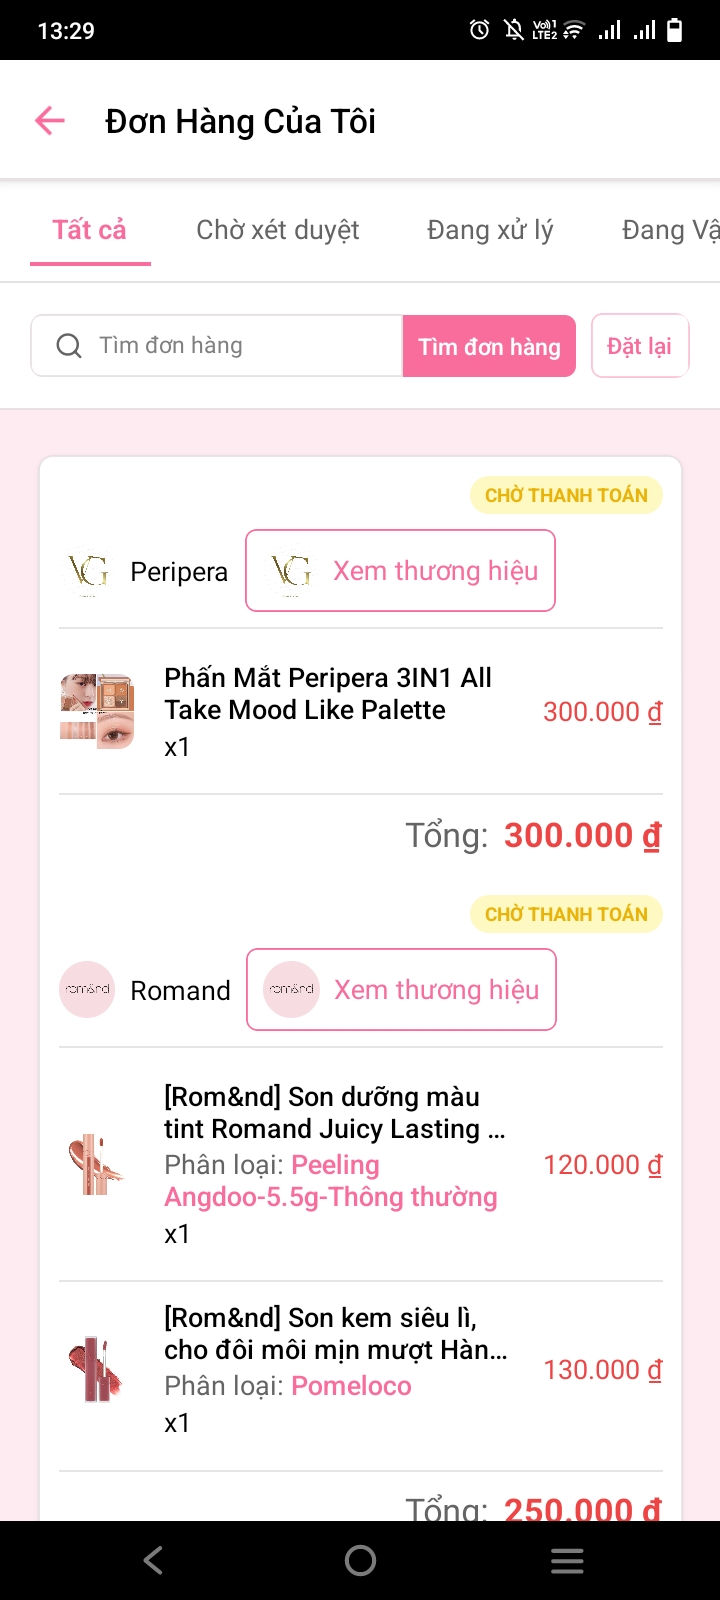 13:29
Vo)) 1
LTE2
Đơn Hàng Của Tôi
Tất cả
Chờ xét duyệt
Đang xử lý
Đang Vậ
Tìm đơn hàng
Tìm đơn hàng
Đặt lại
CHỜ THANH TOÁN
VG
Peripera
VG
Xem thương hiệu
Phấn Mắt Peripera 3IN1 All
Take Mood Like Palette
300.000 ₫
x1
Tổng: 300.000 ₫
CHỜ THANH TOÁN
rom&nd
Romand
rom&nd
Xem thương hiệu
[Rom&nd] Son dưỡng màu
tint Romand Juicy Lasting ...
Phân loại: Peeling
Angdoo-5.5g-Thông thường
120.000 ₫
x1
[Rom&nd] Son kem siêu lì,
cho đôi môi mịn mượt Hàn...
Phân loại: Pomeloco
130.000 ₫
x1
Tổng: 250.000 ₫